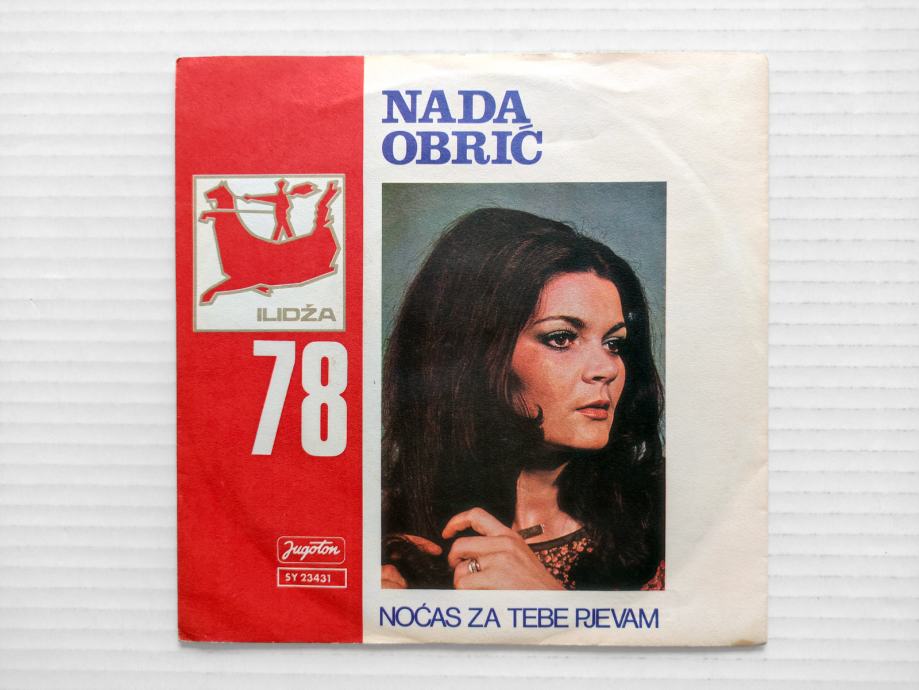 NADA
OBRIĆ
ILIDŽA
78
Jugoton
SY 23431
NOĆAS ZA TEBE PJEVAM